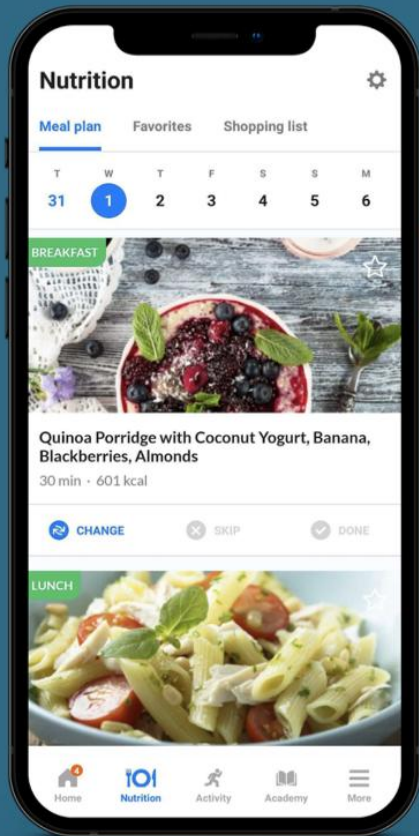 Nutrition
Meal plan Favorites Shopping list
T W T F S S M
31 1 2 3 4 5 6
BREAKFAST
Quinoa Porridge with Coconut Yogurt, Banana,
Blackberries, Almonds
30 min · 601 kcal
CHANGE SKIP DONE
LUNCH
4
Home Nutrition Activity Academy More